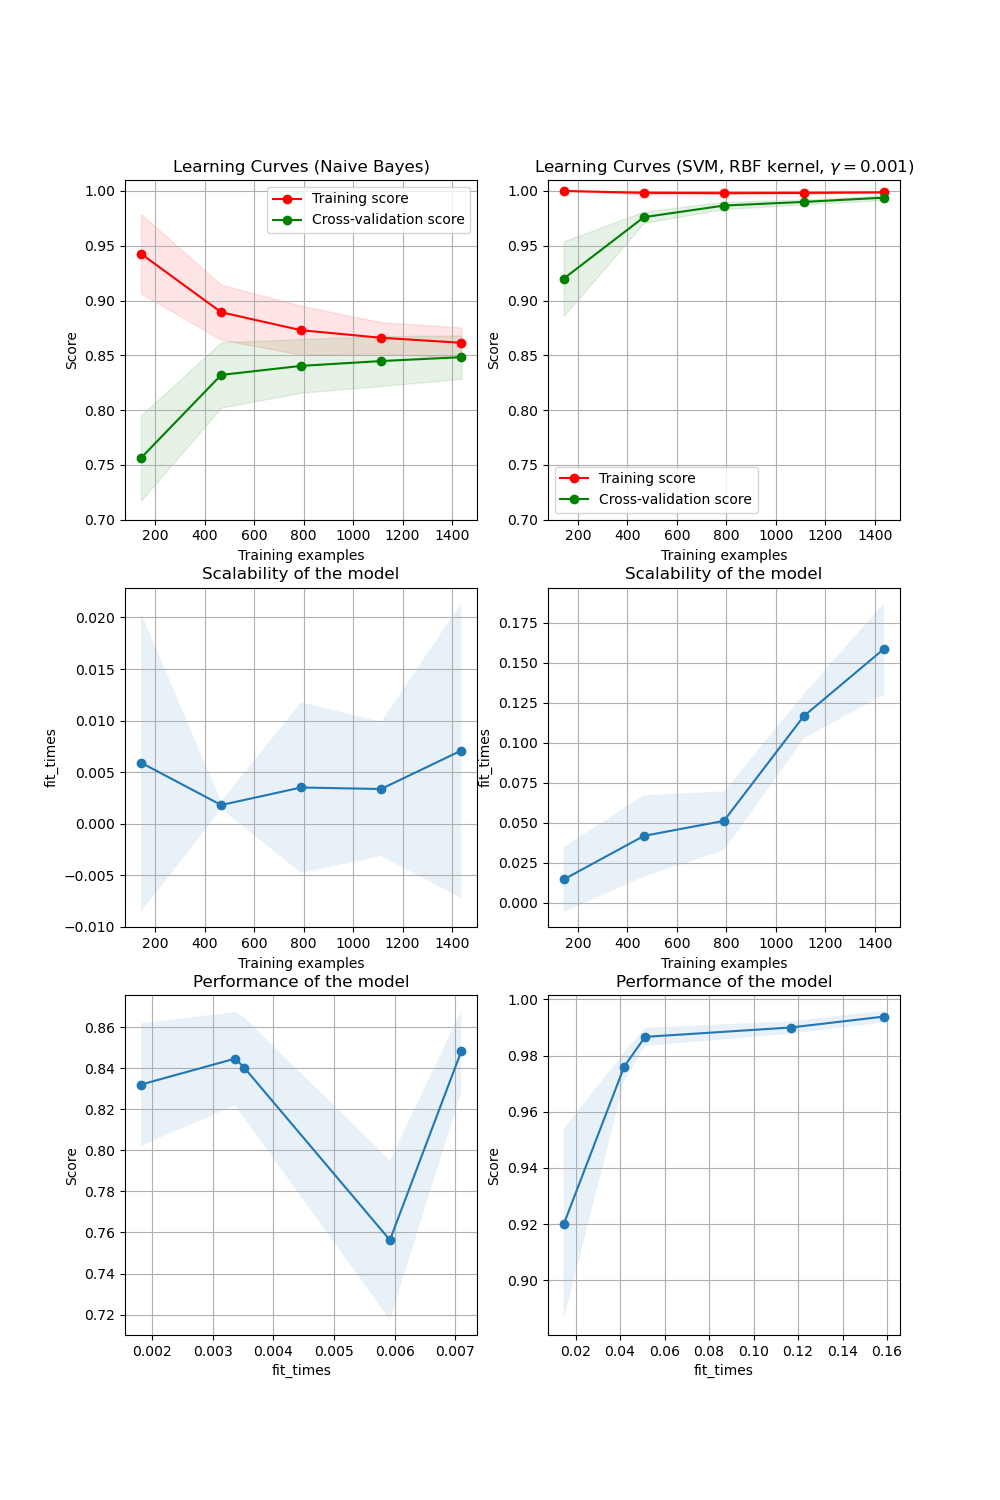 Learning Curves (Naive Bayes)
1.00
0.95
0.90
0.85
0.80
0.75
0.70
Score
Training score
Cross-validation score
200 400 600 800 1000 1200 1400
Training examples
Learning Curves (SVM, RBF kernel, γ = 0.001)
1.00
0.95
0.90
0.85
0.80
0.75
0.70
Score
Training score
Cross-validation score
200 400 600 800 1000 1200 1400
Training examples
Scalability of the model
0.020
0.015
0.010
0.005
0.000
−0.005
−0.010
fit_times
200 400 600 800 1000 1200 1400
Training examples
Scalability of the model
0.175
0.150
0.125
0.100
0.075
0.050
0.025
0.000
fit_times
200 400 600 800 1000 1200 1400
Training examples
Performance of the model
0.86
0.84
0.82
0.80
0.78
0.76
0.74
0.72
Score
0.002 0.003 0.004 0.005 0.006 0.007
fit_times
Performance of the model
1.00
0.98
0.96
0.94
0.92
0.90
Score
0.02 0.04 0.06 0.08 0.10 0.12 0.14 0.16
fit_times